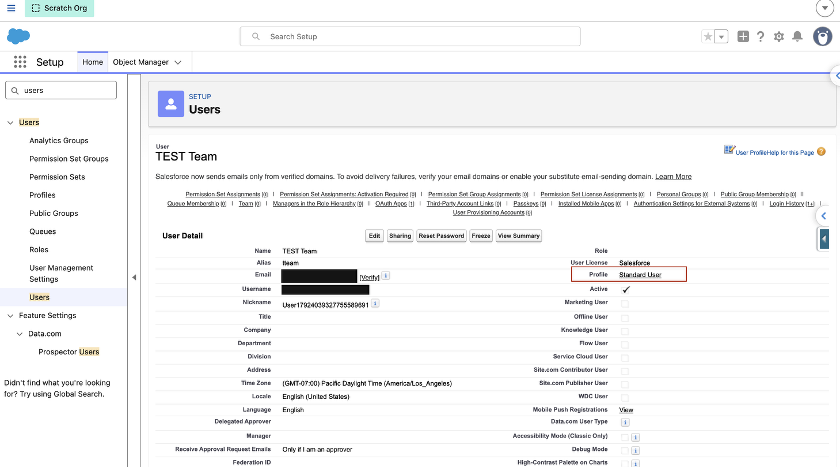 Scratch Org
Search Setup
Setup
Home
Object Manager
users
Users
Analytics Groups
Permission Set Groups
Permission Sets
Profiles
Public Groups
Queues
Roles
User Management
Settings
Users
Feature Settings
Data.com
Prospector Users
Didn't find what you're looking
for? Try using Global Search.
SETUP
Users
User
TEST Team
User Profile Help for this Page
Salesforce now sends emails only from verified domains. To avoid delivery failures, verify your email domains or enable your substitute email-sending domain. Learn More
Permission Set Assignments [0] | Permission Set Assignments: Activation Required [0] | Permission Set Group Assignments [0] | Permission Set License Assignments [0] | Personal Groups [0] | Public Group Membership [0] |
Queue Membership [0] | Team [0] | Managers in the Role Hierarchy [0] | OAuth Apps [1] | Third-Party Account Links [0] | Passkeys [0] | Installed Mobile Apps [0] | Authentication Settings for External Systems [0] | Login History [1+] |
User Provisioning Accounts [0]
User Detail
Edit Sharing Reset Password Freeze View Summary
Name TEST Team Role
Alias tteam User License Salesforce
Email [Verify] Profile Standard User
Username Active
Nickname User17924039327755589691 Marketing User
Title Offline User
Company Knowledge User
Department Flow User
Division Service Cloud User
Address Site.com Contributor User
Time Zone (GMT-07:00) Pacific Daylight Time (America/Los_Angeles) Site.com Publisher User
Locale English (United States) WDC User
Language English Mobile Push Registrations View
Delegated Approver Data.com User Type
Manager Accessibility Mode (Classic Only)
Receive Approval Request Emails Only if I am an approver Debug Mode
Federation ID High-Contrast Palette on Charts